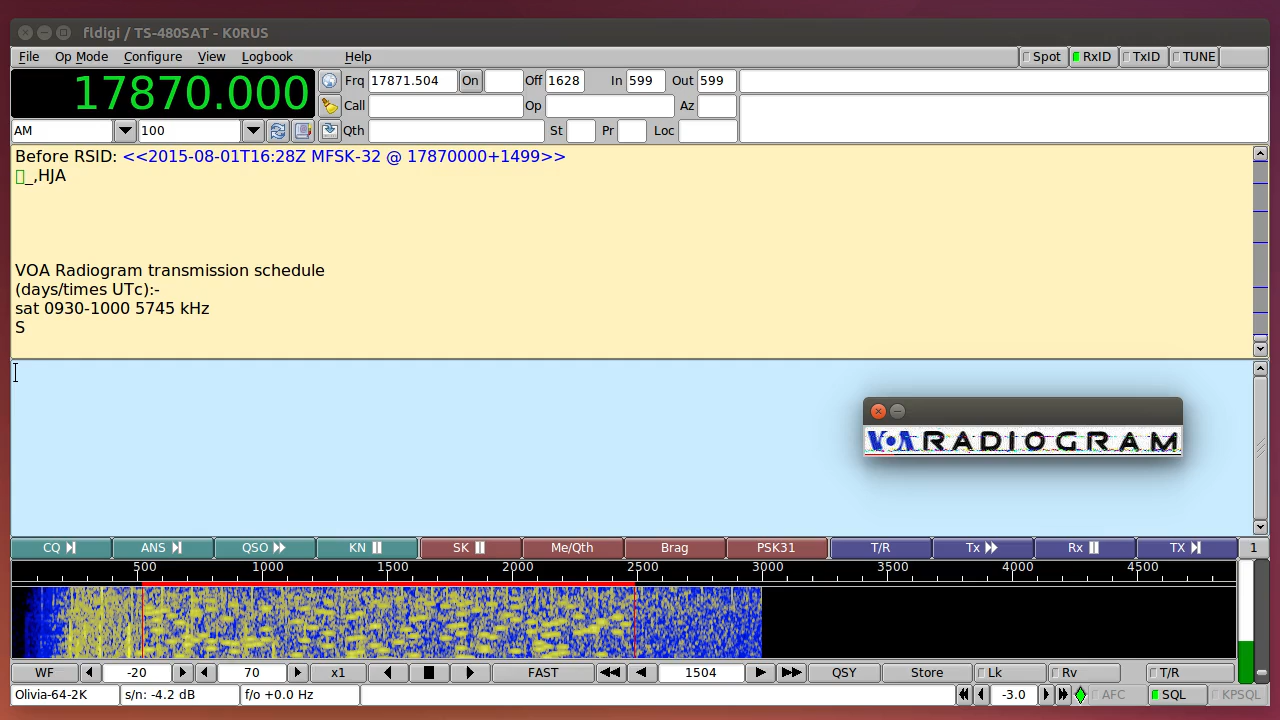 fldigi / TS-480SAT - K0RUS
File Op Mode Configure View Logbook Help Spot RxID TxID TUNE
17870.000 Frq 17871.504 On Off 1628 In 599 Out 599
Call Op Az
AM 100 Qth St Pr Loc
Before RSID: <<2015-08-01T16:28Z MFSK-32 @ 17870000+1499>>
_,HJA
VOA Radiogram transmission schedule
(days/times UTc):-
sat 0930-1000 5745 kHz
S
VOA RADIOGRAM
CQ ANS QSO KN SK Me/Qth Brag PSK31 T/R Tx Rx TX 1
500 1000 1500 2000 2500 3000 3500 4000 4500
WF -20 70 x1 FAST 1504 QSY Store Lk Rv T/R
Olivia-64-2K s/n: -4.2 dB f/o +0.0 Hz -3.0 AFC SQL KPSQL